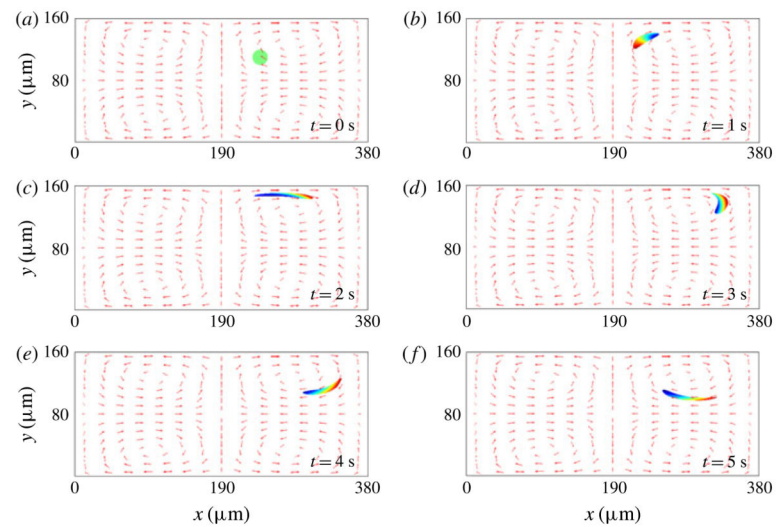 (a) 160
y (μm)
80
t = 0 s
0 190 380
(b) 160
80
t = 1 s
0 190 380
(c) 160
y (μm)
80
t = 2 s
0 190 380
(d) 160
80
t = 3 s
0 190 380
(e) 160
y (μm)
80
t = 4 s
0 190 380
x (μm)
(f) 160
80
t = 5 s
0 190 380
x (μm)